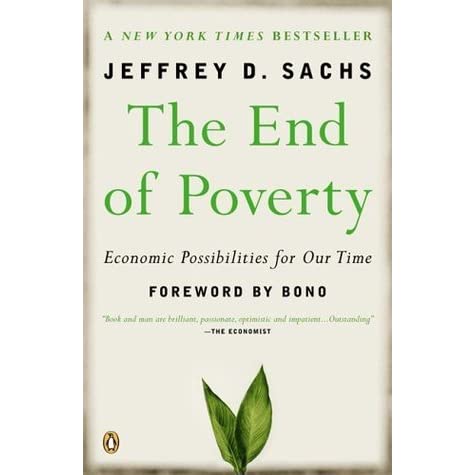 A NEW YORK TIMES BESTSELLER
JEFFREY D. SACHS
The End
of Poverty
Economic Possibilities for Our Time
FOREWORD BY BONO
"Book and man are brilliant, passionate, optimistic and impatient...Outstanding"
—THE ECONOMIST